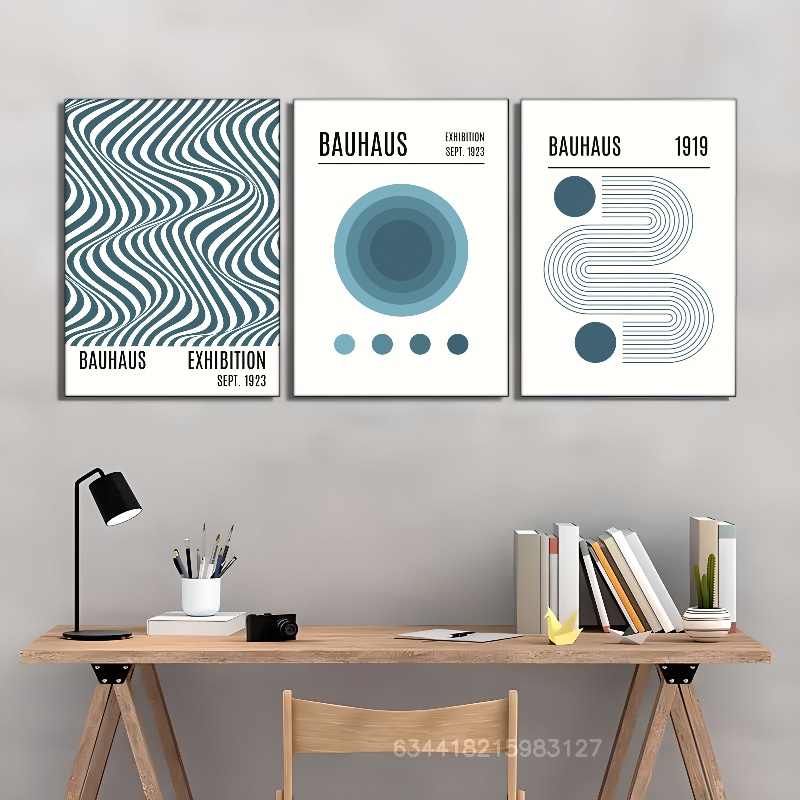 BAUHAUS EXHIBITION
SEPT. 1923
BAUHAUS
EXHIBITION
SEPT. 1923
BAUHAUS 1919
634418215983127